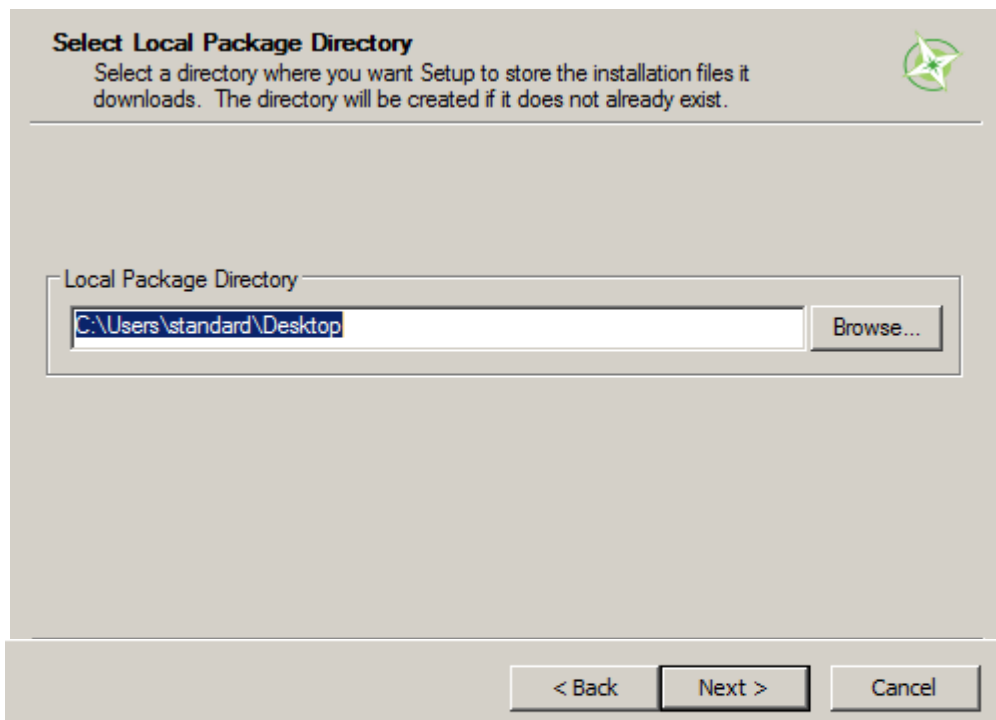 Select Local Package Directory
Select a directory where you want Setup to store the installation files it
downloads.  The directory will be created if it does not already exist.
Local Package Directory
C:\Users\standard\Desktop
Browse...
< Back
Next >
Cancel